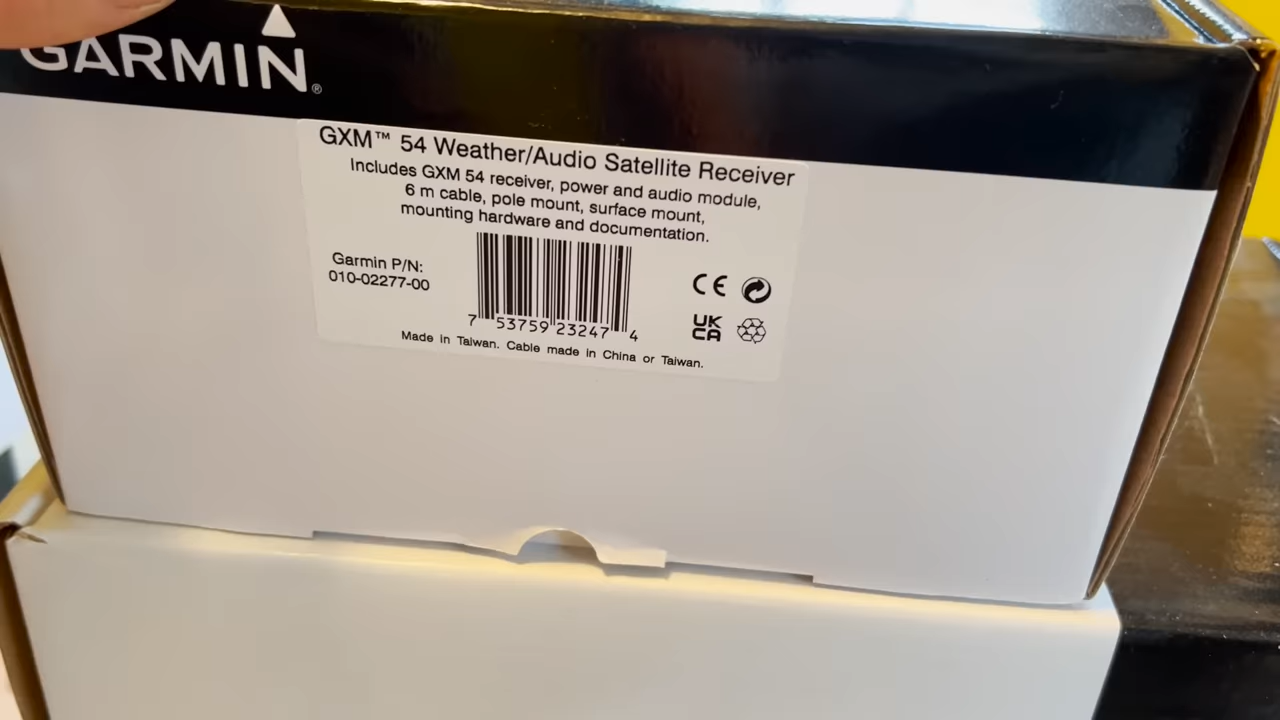 GARMIN®
GXM™ 54 Weather/Audio Satellite Receiver
Includes GXM 54 receiver, power and audio module,
6 m cable, pole mount, surface mount,
mounting hardware and documentation.
Garmin P/N:
010-02277-00
7 53759 23247 4
CE
UK
CA
Made in Taiwan. Cable made in China or Taiwan.